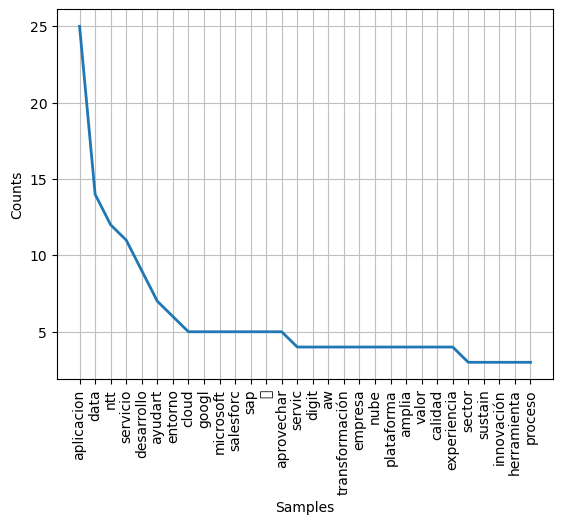 25
20
15
10
5
Counts
aplicacion
data
ntt
servicio
desarrollo
ayudart
entorno
cloud
googl
microsoft
salesforc
sap
aprovechar
servic
digit
aw
transformación
empresa
nube
plataforma
amplia
valor
calidad
experiencia
sector
sustain
innovación
herramienta
proceso
Samples